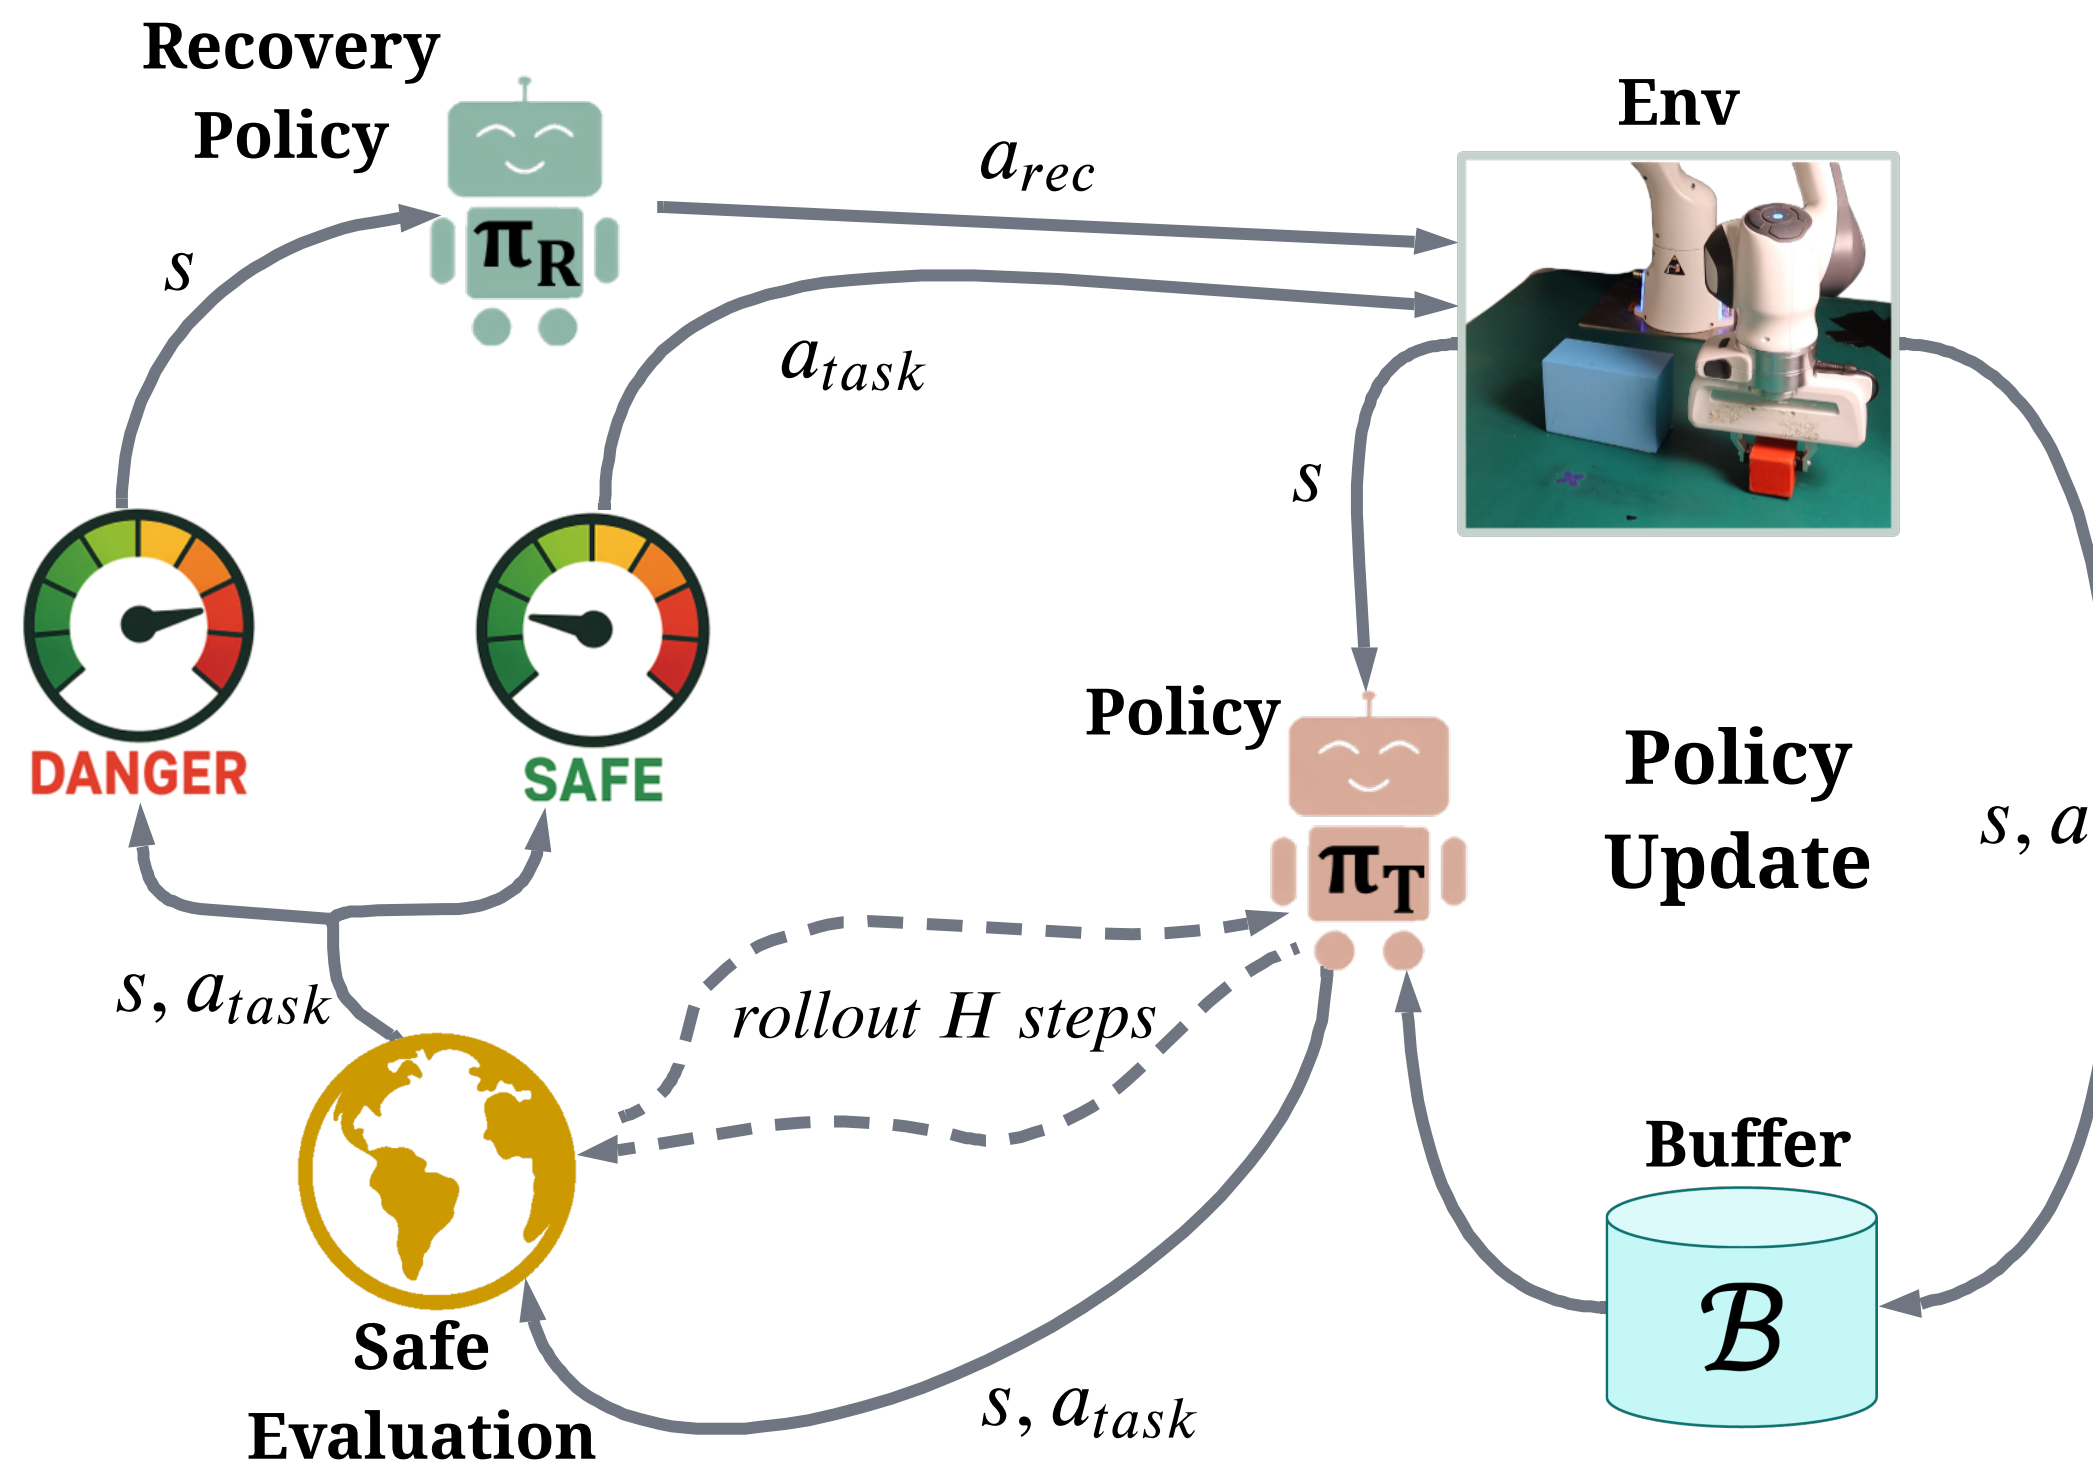 Recovery
Policy
π_R
a_rec
Env
s
a_task
s
DANGER
SAFE
Policy
π_T
Policy
Update
s, a
s, a_task
rollout H steps
Buffer
ℬ
Safe
Evaluation
s, a_task